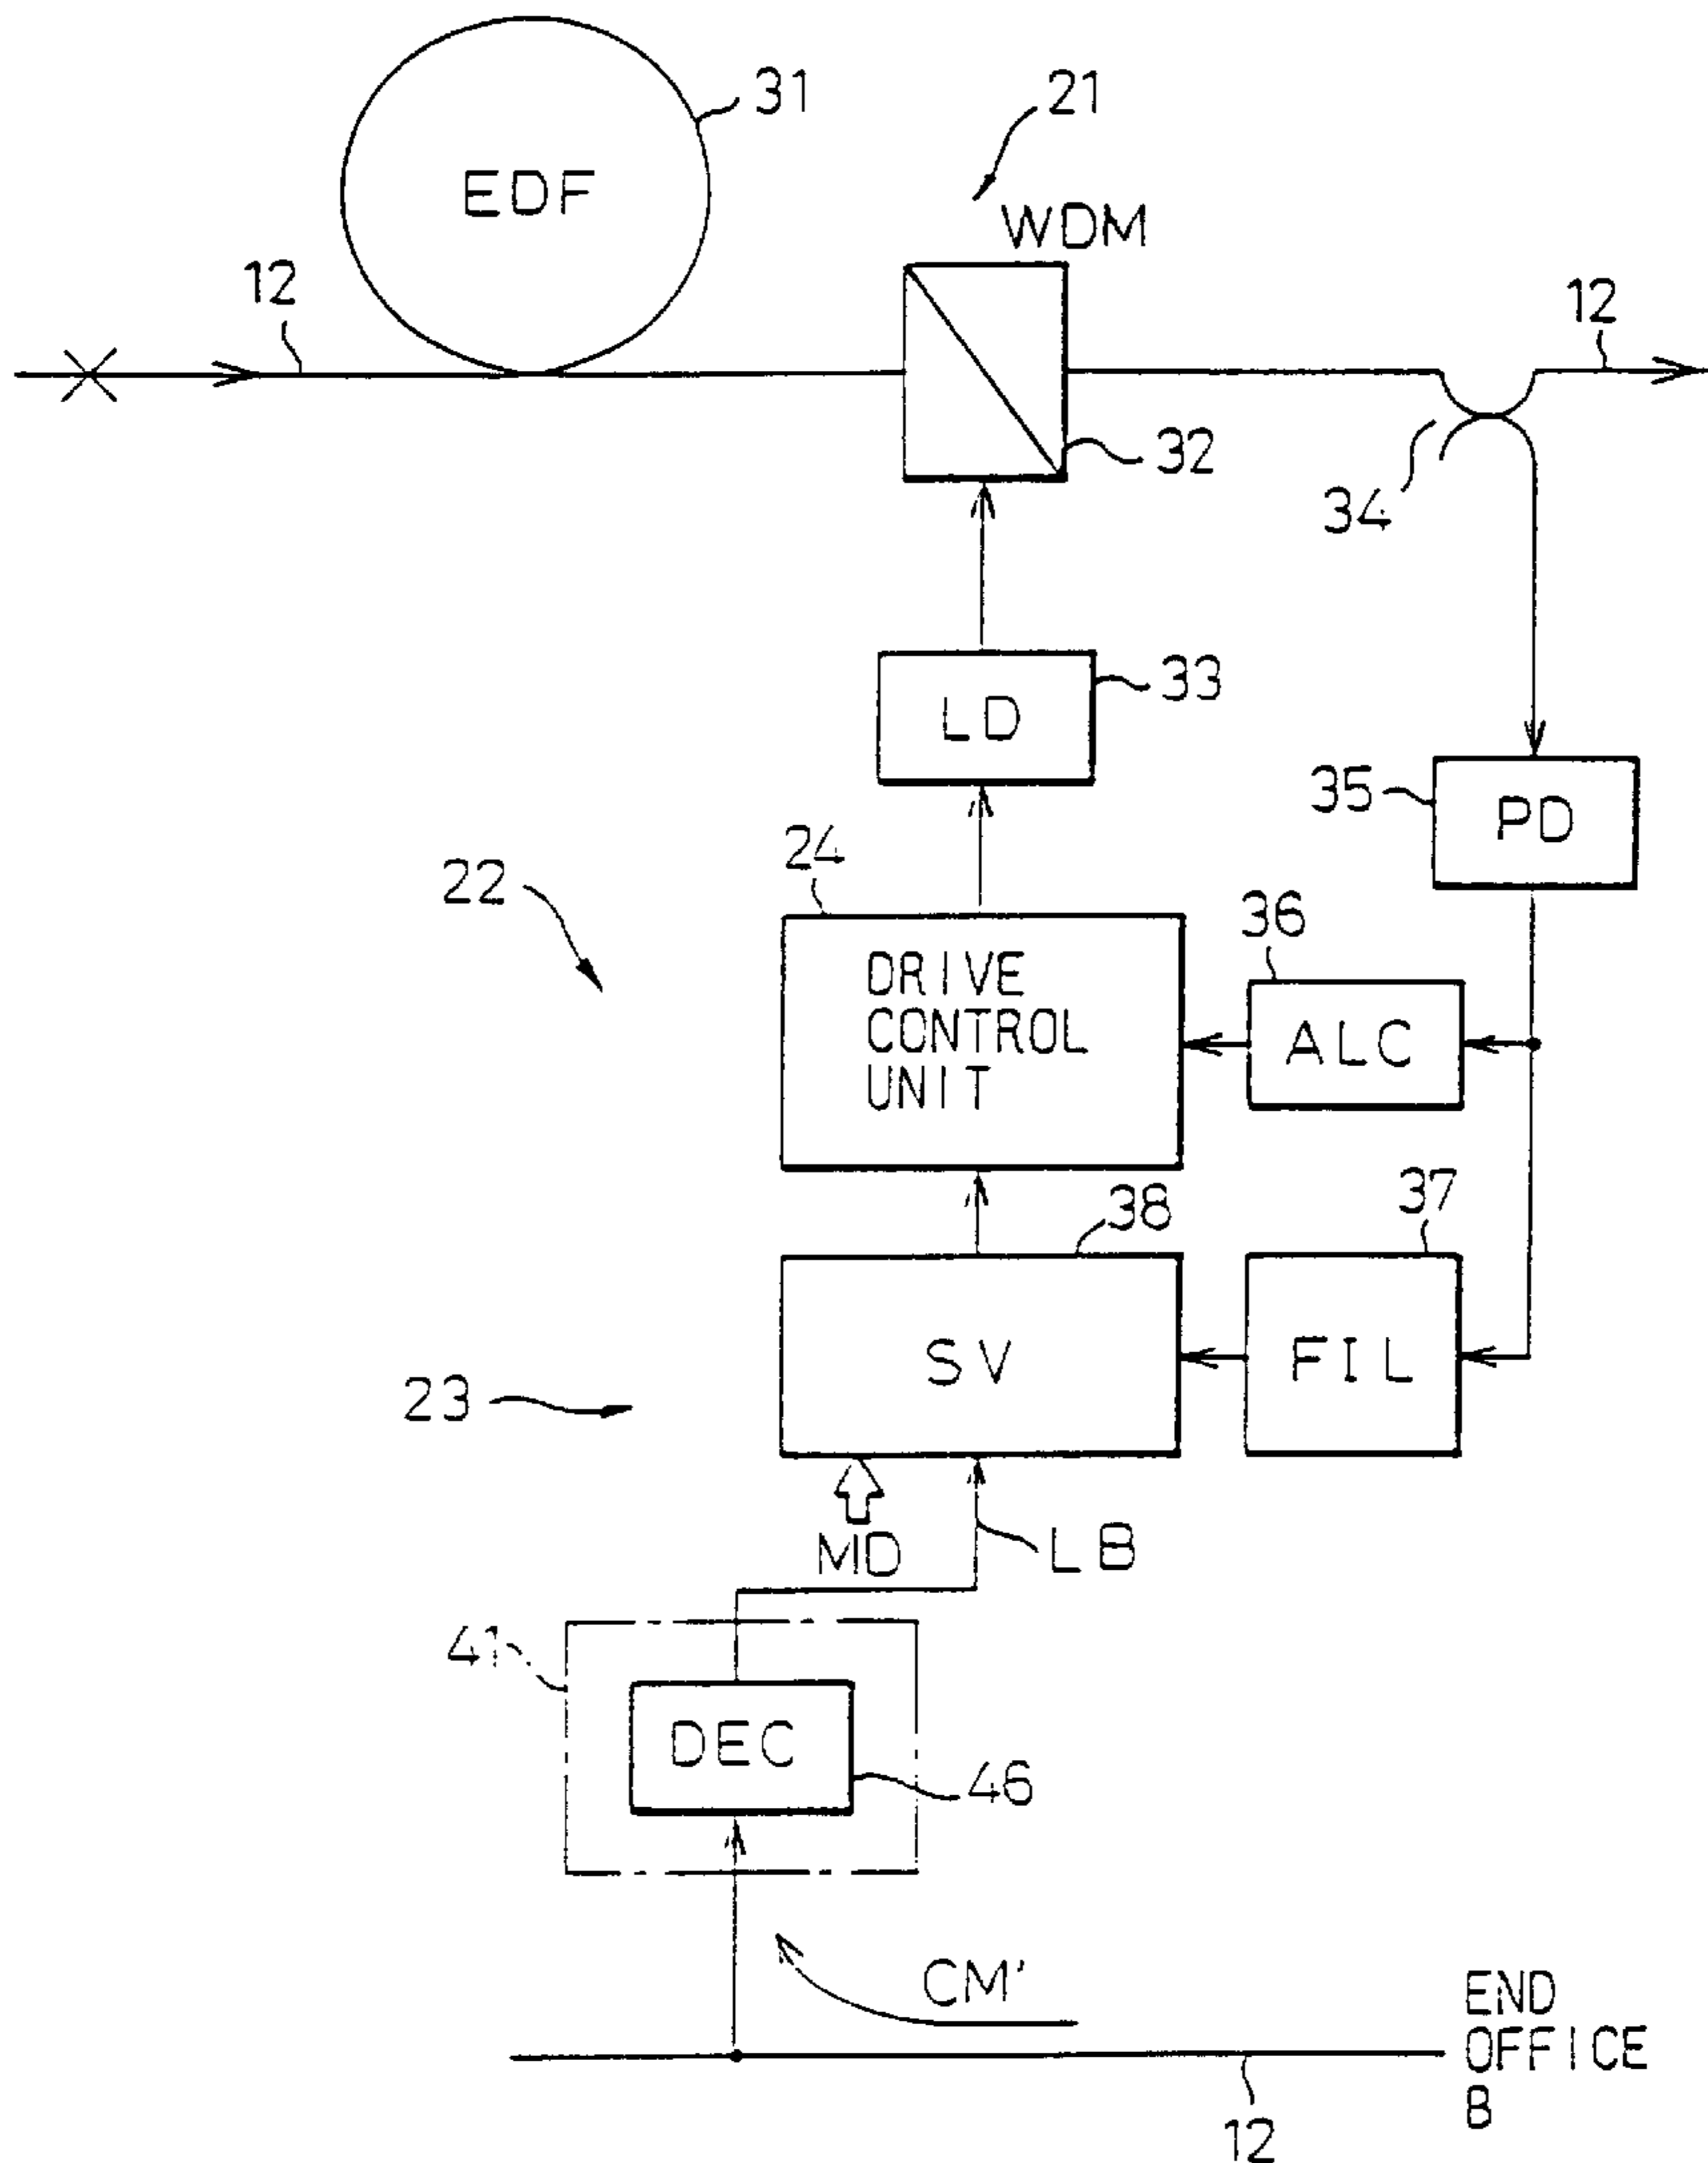 31
21
EDF
WDM
12
12
32
34
33
LD
35
PD
24
22
36
DRIVE
CONTROL
UNIT
ALC
38
37
SV
FIL
23
MD
LB
41
DEC
46
CM'
END
OFFICE
B
12